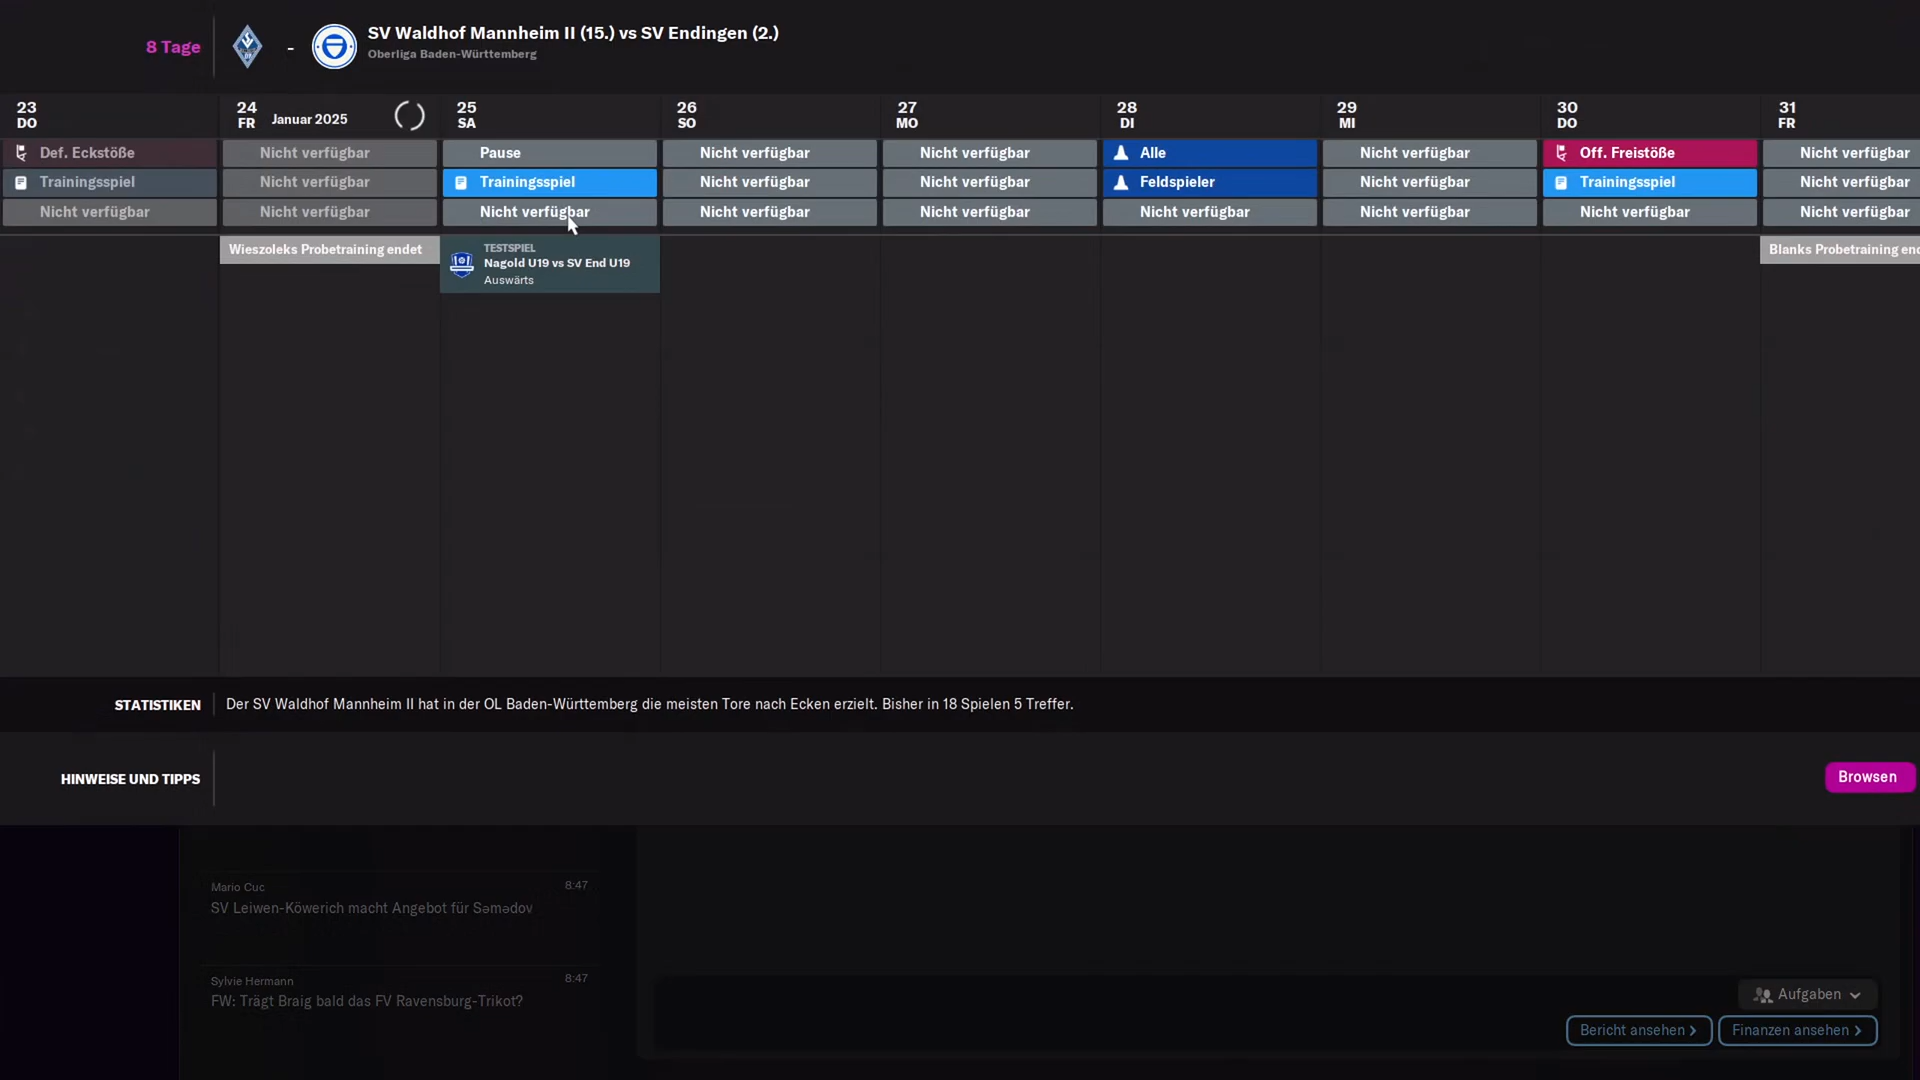 8 Tage
-
SV Waldhof Mannheim II (15.) vs SV Endingen (2.)
Oberliga Baden-Württemberg
23
DO
24
FR
Januar 2025
25
SA
26
SO
27
MO
28
DI
29
MI
30
DO
31
FR
Def. Eckstöße
Nicht verfügbar
Pause
Nicht verfügbar
Nicht verfügbar
Alle
Nicht verfügbar
Off. Freistöße
Nicht verfügbar
Trainingsspiel
Nicht verfügbar
Trainingsspiel
Nicht verfügbar
Nicht verfügbar
Feldspieler
Nicht verfügbar
Trainingsspiel
Nicht verfügbar
Nicht verfügbar
Nicht verfügbar
Nicht verfügbar
Nicht verfügbar
Nicht verfügbar
Nicht verfügbar
Nicht verfügbar
Nicht verfügbar
Nicht verfügbar
Wieszoleks Probetraining endet
TESTSPIEL
Nagold U19 vs SV End U19
Auswärts
Blanks Probetraining end
STATISTIKEN
Der SV Waldhof Mannheim II hat in der OL Baden-Württemberg die meisten Tore nach Ecken erzielt. Bisher in 18 Spielen 5 Treffer.
HINWEISE UND TIPPS
Browsen
Mario Cuc
8:47
SV Leiwen-Köwerich macht Angebot für Səmədov
Sylvie Hermann
8:47
FW: Trägt Braig bald das FV Ravensburg-Trikot?
Aufgaben
Bericht ansehen
Finanzen ansehen